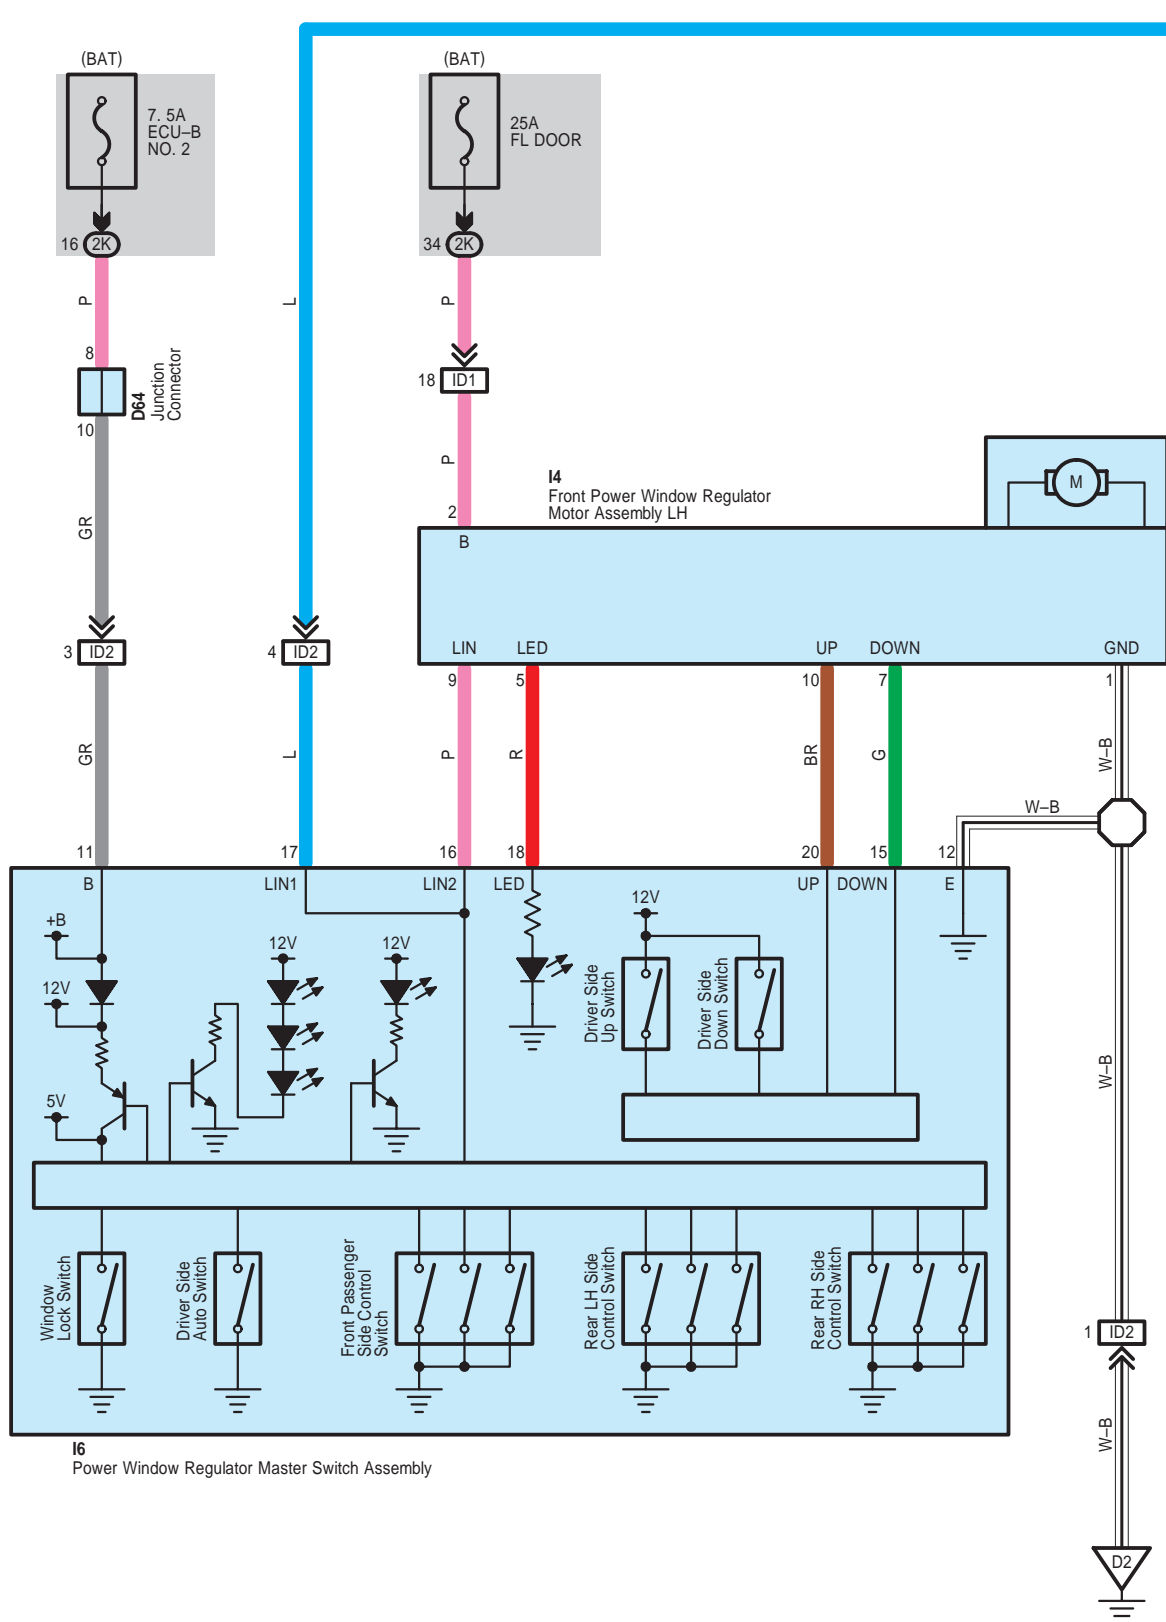 (BAT)
7. 5A
ECU–B
NO. 2
16
2K
(BAT)
25A
FL DOOR
34
2K
P
L
P
8
D64
Junction
Connector
10
18
ID1
P
GR
I4
Front Power Window Regulator
Motor Assembly LH
M
2
B
LIN
LED
UP
DOWN
GND
3
ID2
4
ID2
9
5
10
7
1
GR
L
P
R
BR
G
W–B
W–B
11
17
16
18
20
15
12
B
LIN1
LIN2
LED
UP
DOWN
E
+B
12V
5V
12V
12V
12V
Driver Side
Up Switch
Driver Side
Down Switch
W–B
Window
Lock Switch
Driver Side
Auto Switch
Front Passenger
Side Control
Switch
Rear LH Side
Control Switch
Rear RH Side
Control Switch
1
ID2
W–B
I6
Power Window Regulator Master Switch Assembly
D2